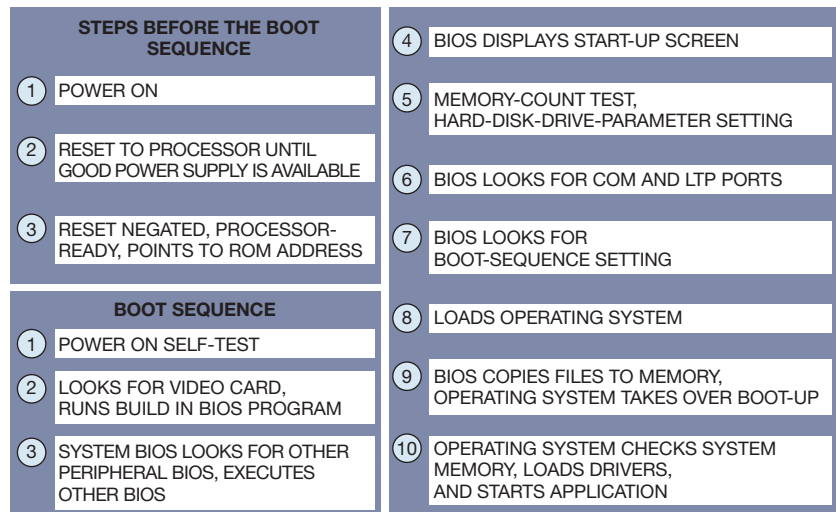 STEPS BEFORE THE BOOT
SEQUENCE
1 POWER ON
2 RESET TO PROCESSOR UNTIL
GOOD POWER SUPPLY IS AVAILABLE
3 RESET NEGATED, PROCESSOR-
READY, POINTS TO ROM ADDRESS
BOOT SEQUENCE
1 POWER ON SELF-TEST
2 LOOKS FOR VIDEO CARD,
RUNS BUILD IN BIOS PROGRAM
3 SYSTEM BIOS LOOKS FOR OTHER
PERIPHERAL BIOS, EXECUTES
OTHER BIOS
4 BIOS DISPLAYS START-UP SCREEN
5 MEMORY-COUNT TEST,
HARD-DISK-DRIVE-PARAMETER SETTING
6 BIOS LOOKS FOR COM AND LTP PORTS
7 BIOS LOOKS FOR
BOOT-SEQUENCE SETTING
8 LOADS OPERATING SYSTEM
9 BIOS COPIES FILES TO MEMORY,
OPERATING SYSTEM TAKES OVER BOOT-UP
10 OPERATING SYSTEM CHECKS SYSTEM
MEMORY, LOADS DRIVERS,
AND STARTS APPLICATION